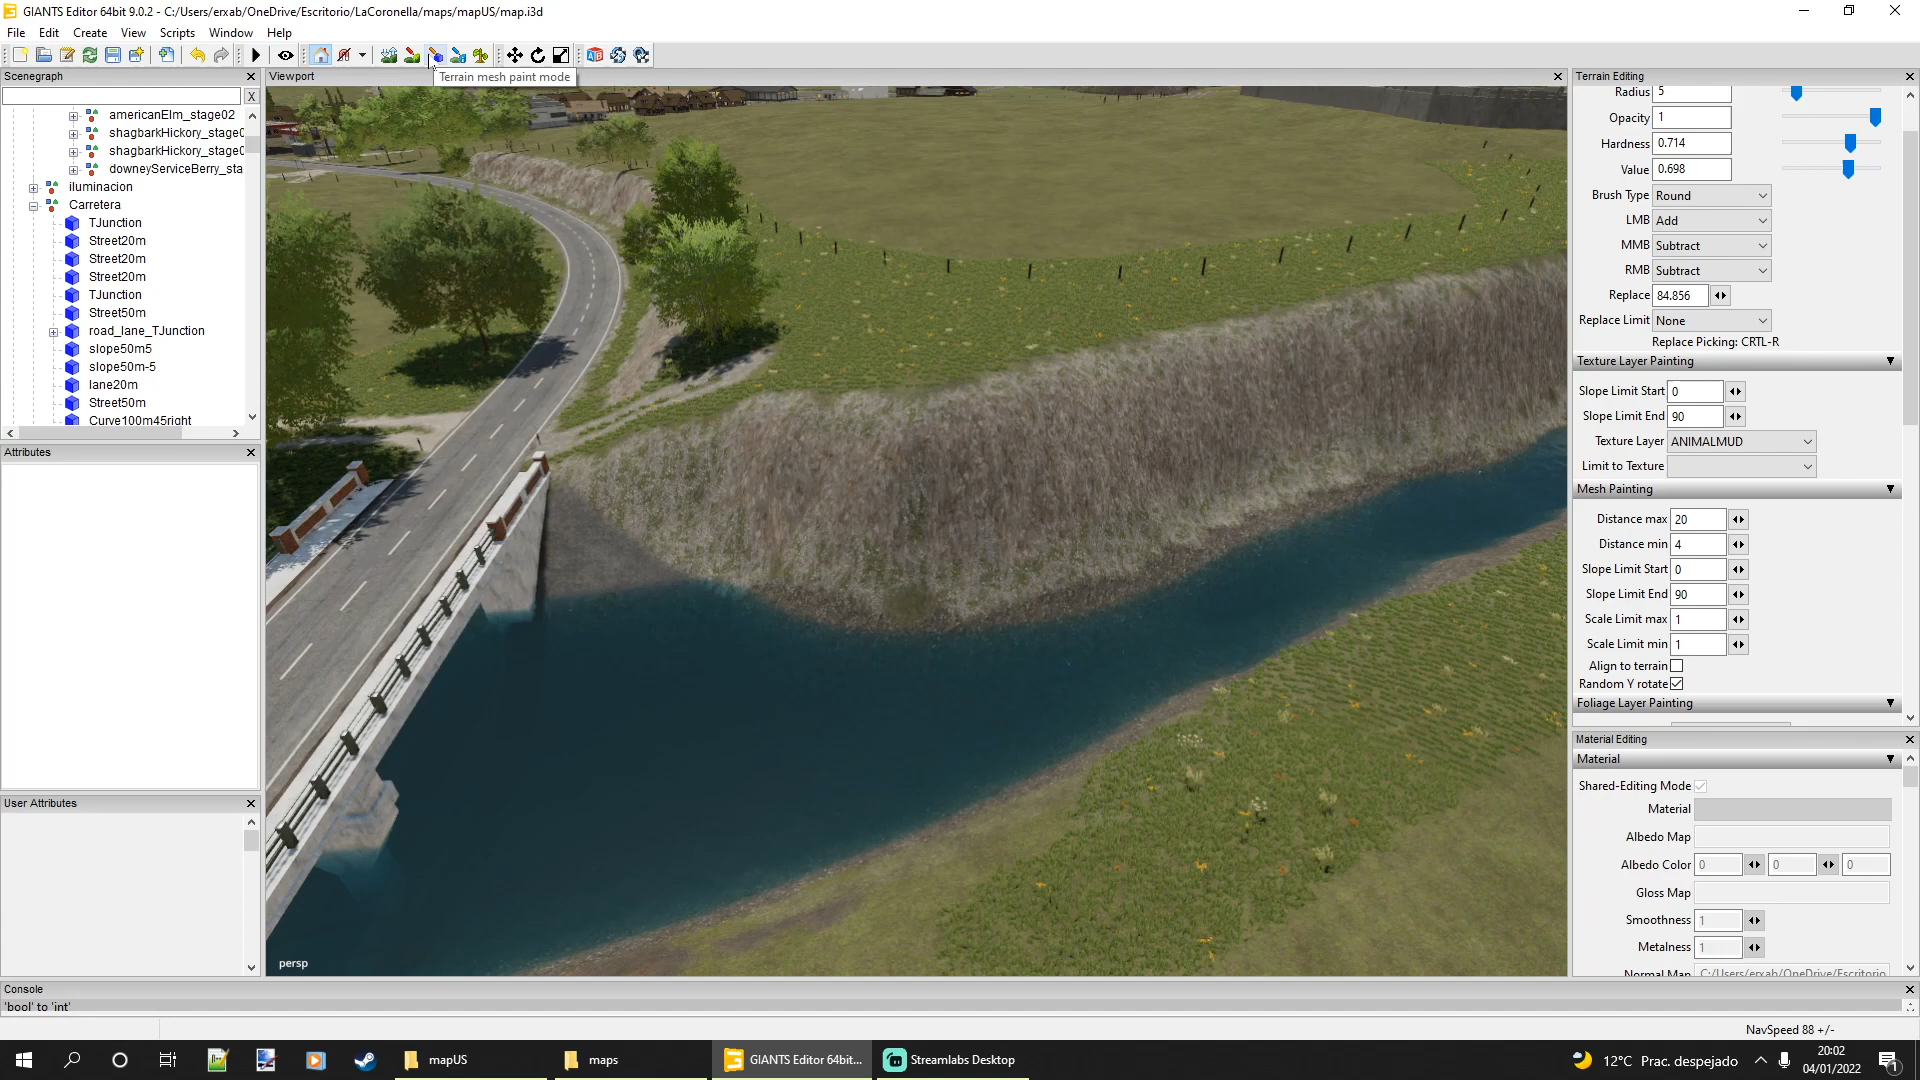 GIANTS Editor 64bit 9.0.2 - C:/Users/erxab/OneDrive/Escritorio/LaCoronella/maps/mapUS/map.i3d
File Edit Create View Scripts Window Help
Terrain mesh paint mode
Scenegraph
X
americanElm_stage02
shagbarkHickory_stage0
shagbarkHickory_stage0
downeyServiceBerry_sta
iluminacion
Carretera
TJunction
Street20m
Street20m
Street20m
TJunction
Street50m
road_lane_TJunction
slope50m5
slope50m-5
lane20m
Street50m
Curve100m45right
Attributes
User Attributes
Viewport
persp
Terrain Editing
Radius 5
Opacity 1
Hardness 0.714
Value 0.698
Brush Type Round
LMB Add
MMB Subtract
RMB Subtract
Replace 84.856
Replace Limit None
Replace Picking: CRTL-R
Texture Layer Painting
Slope Limit Start 0
Slope Limit End 90
Texture Layer ANIMALMUD
Limit to Texture
Mesh Painting
Distance max 20
Distance min 4
Slope Limit Start 0
Slope Limit End 90
Scale Limit max 1
Scale Limit min 1
Align to terrain
Random Y rotate
Foliage Layer Painting
Material Editing
Material
Shared-Editing Mode
Material
Albedo Map
Albedo Color 0 0 0
Gloss Map
Smoothness 1
Metalness 1
Normal Map C:/Users/erxab/OneDrive/Escritorio
Console
'bool' to 'int'
NavSpeed 88 +/-
mapUS
maps
GIANTS Editor 64bit...
Streamlabs Desktop
12°C Prac. despejado
20:02
04/01/2022
1